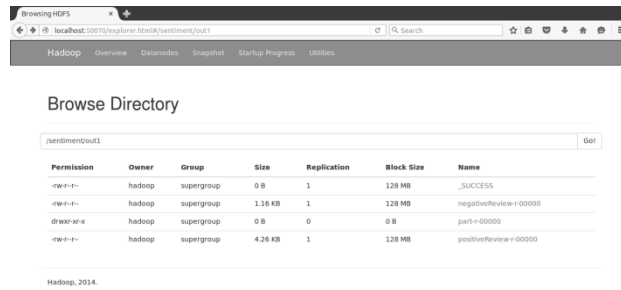 Browsing HDFS
localhost:50070/explorer.html#/sentiment/out1
Search
Hadoop Overview Datanodes Snapshot Startup Progress Utilities
Browse Directory
/sentiment/out1 Go!
Permission Owner Group Size Replication Block Size Name
-rw-r--r-- hadoop supergroup 0 B 1 128 MB _SUCCESS
-rw-r--r-- hadoop supergroup 1.16 KB 1 128 MB negativeReview-r-00000
drwxr-xr-x hadoop supergroup 0 B 0 0 B part-r-00000
-rw-r--r-- hadoop supergroup 4.26 KB 1 128 MB positiveReview-r-00000
Hadoop, 2014.